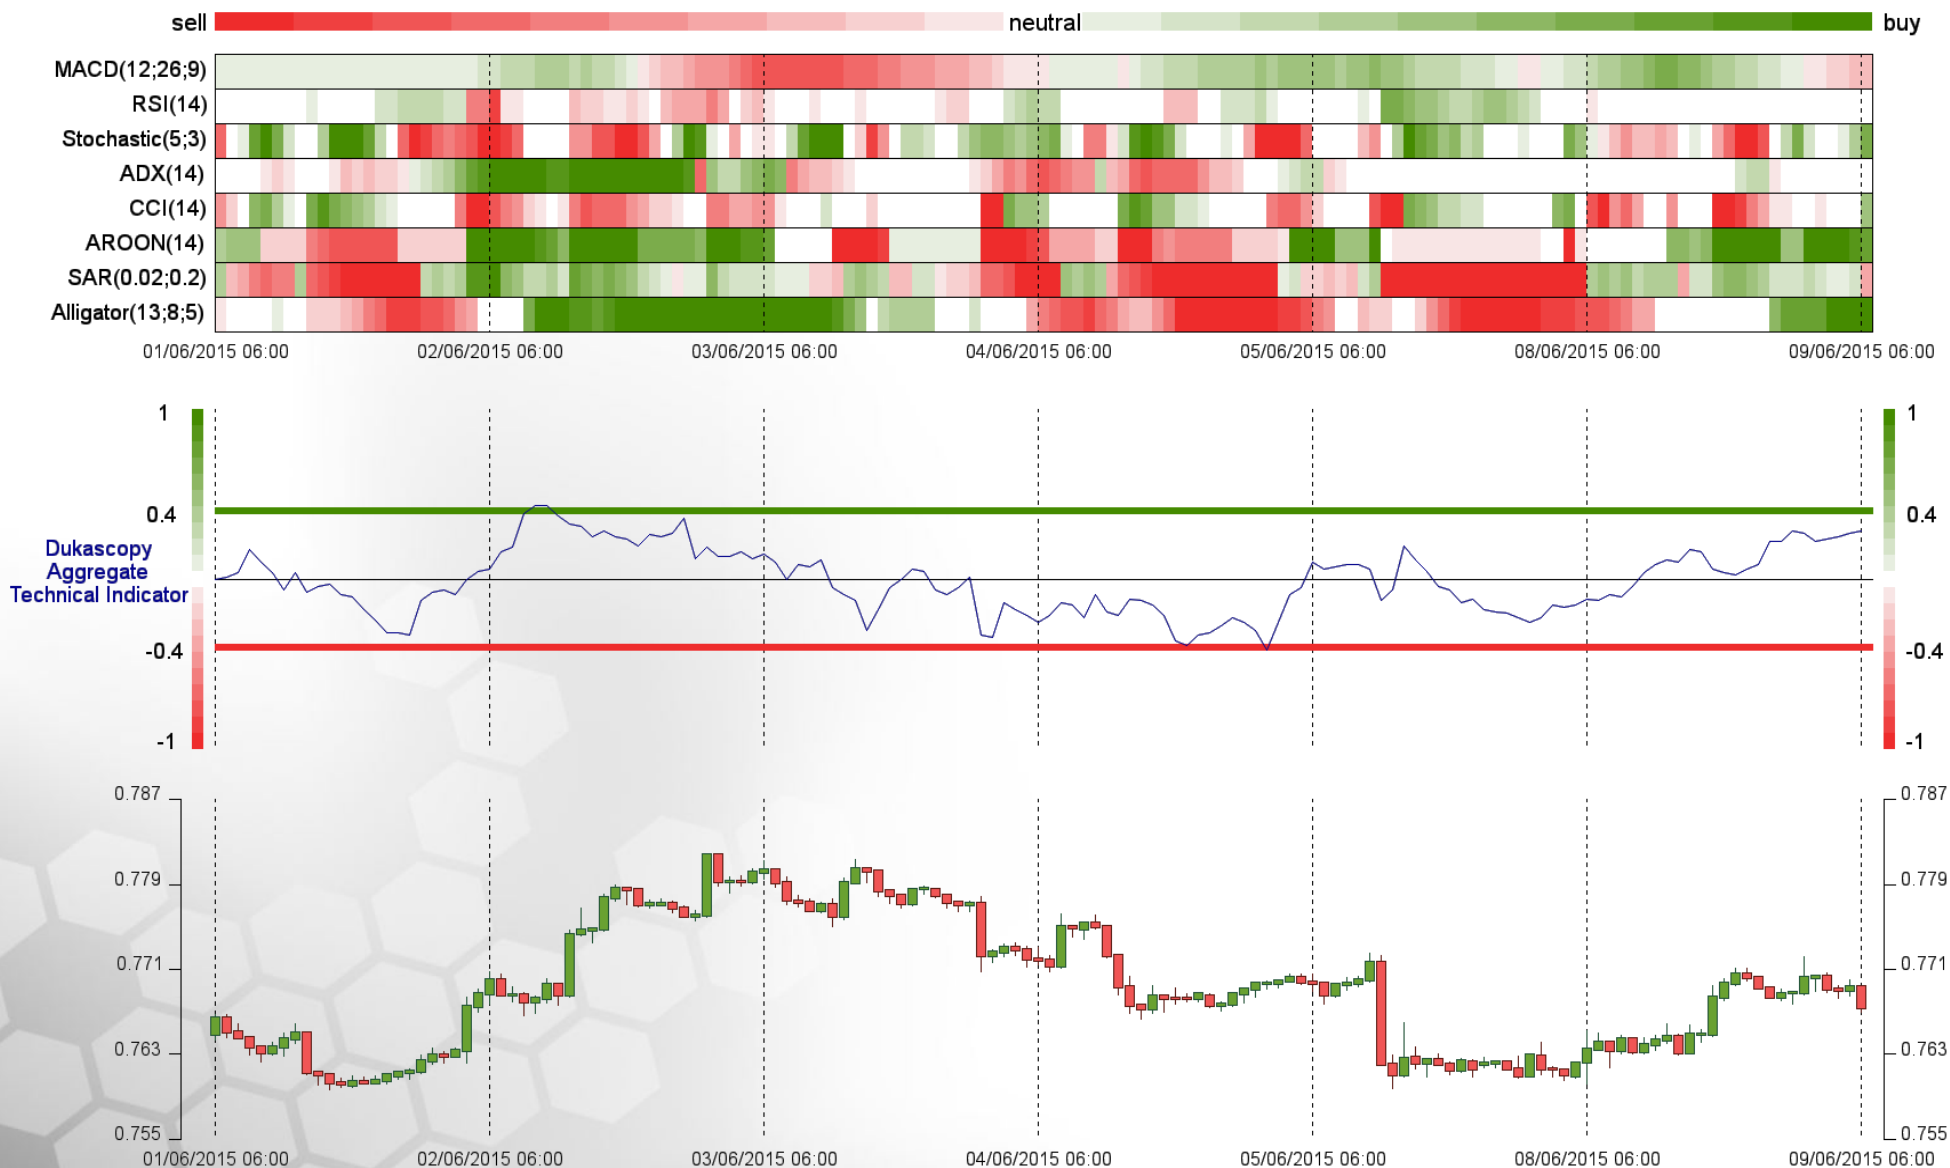 sell neutral buy
MACD(12;26;9)
RSI(14)
Stochastic(5;3)
ADX(14)
CCI(14)
AROON(14)
SAR(0.02;0.2)
Alligator(13;8;5)
01/06/2015 06:00 02/06/2015 06:00 03/06/2015 06:00 04/06/2015 06:00 05/06/2015 06:00 08/06/2015 06:00 09/06/2015 06:00
1 1
0.4 0.4
Dukascopy
Aggregate
Technical Indicator
-0.4 -0.4
-1 -1
0.787 0.787
0.779 0.779
0.771 0.771
0.763 0.763
0.755 0.755
01/06/2015 06:00 02/06/2015 06:00 03/06/2015 06:00 04/06/2015 06:00 05/06/2015 06:00 08/06/2015 06:00 09/06/2015 06:00